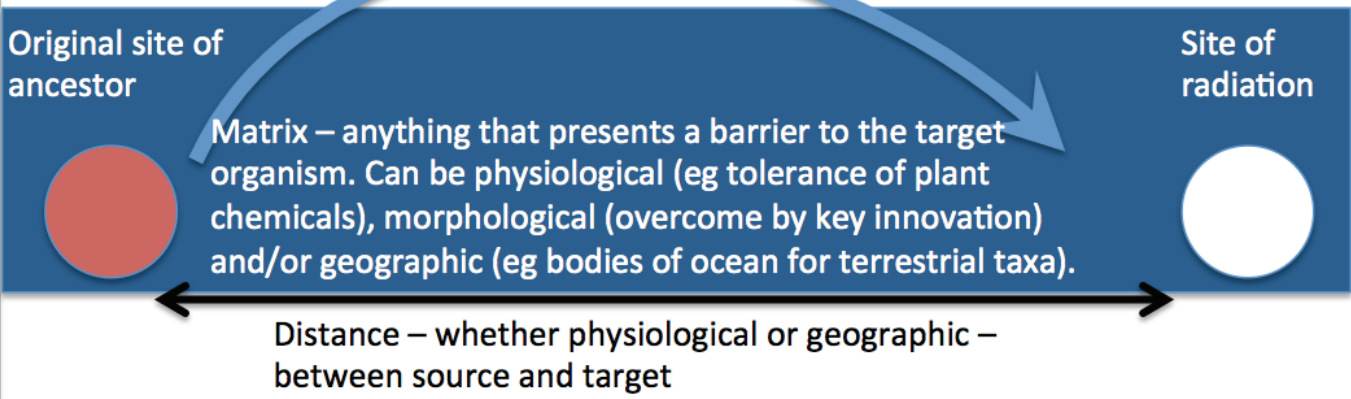 Original site of
ancestor
Site of
radiation
Matrix – anything that presents a barrier to the target
organism. Can be physiological (eg tolerance of plant
chemicals), morphological (overcome by key innovation)
and/or geographic (eg bodies of ocean for terrestrial taxa).
Distance – whether physiological or geographic –
between source and target